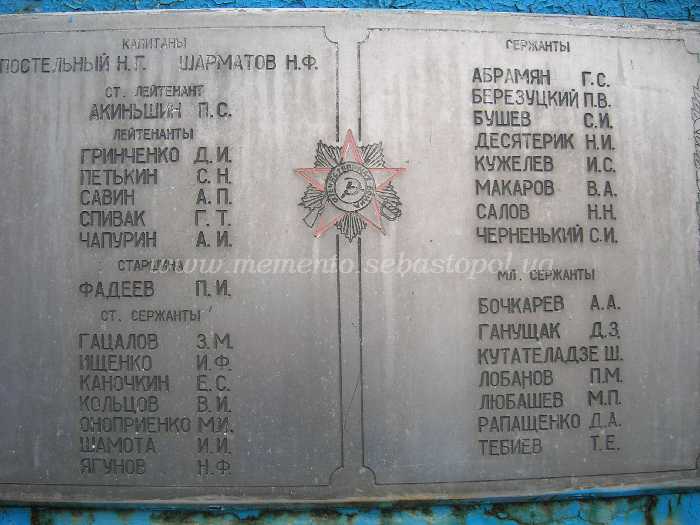 КАПИТАНЫ
ПОСТЕЛЬНЫЙ Н.Г. ШАРМАТОВ Н.Ф.
СТ. ЛЕЙТЕНАНТ
АКИНЬШИН П.С.
ЛЕЙТЕНАНТЫ
ГРИНЧЕНКО Д.И.
ПЕТЬКИН С.Н.
САВИН А.П.
СПИВАК Г.Т.
ЧАПУРИН А.И.
СТАРШИНА
ФАДЕЕВ П.И.
СТ. СЕРЖАНТЫ
ГАЦАЛОВ З.М.
ИЩЕНКО И.Ф.
КАНОЧКИН Е.С.
КОЛЬЦОВ В.И.
ОНОПРИЕНКО М.И.
ШАМОТА И.И.
ЯГУНОВ Н.Ф.
СЕРЖАНТЫ
АБРАМЯН Г.С.
БЕРЕЗУЦКИЙ П.В.
БУШЕВ С.И.
ДЕСЯТЕРИК Н.И.
КУЖЕЛЕВ И.С.
МАКАРОВ В.А.
САЛОВ Н.Н.
ЧЕРНЕНЬКИЙ С.И.
МЛ. СЕРЖАНТЫ
БОЧКАРЕВ А.А.
ГАНУЩАК Д.З.
КУТАТЕЛАДЗЕ Ш.
ЛОБАНОВ П.М.
ЛЮБАШЕВ М.П.
РАПАЩЕНКО Д.А.
ТЕБИЕВ Т.Е.
www.memento.sebastopol.ua